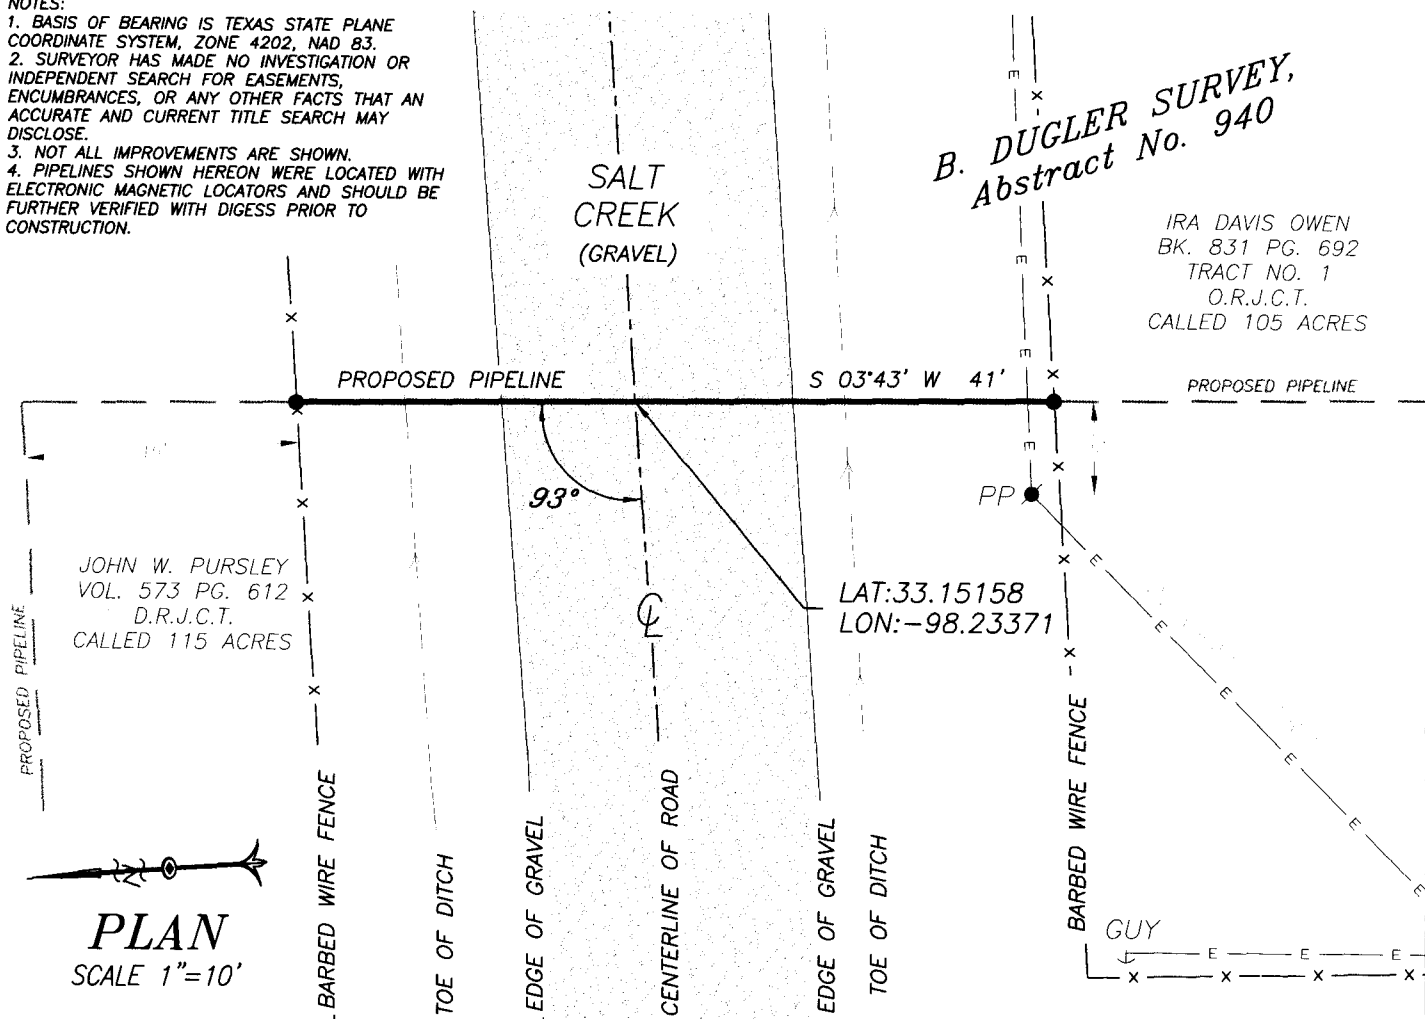 NOTES:
1. BASIS OF BEARING IS TEXAS STATE PLANE
COORDINATE SYSTEM, ZONE 4202, NAD 83.
2. SURVEYOR HAS MADE NO INVESTIGATION OR
INDEPENDENT SEARCH FOR EASEMENTS,
ENCUMBRANCES, OR ANY OTHER FACTS THAT AN
ACCURATE AND CURRENT TITLE SEARCH MAY
DISCLOSE.
3. NOT ALL IMPROVEMENTS ARE SHOWN.
4. PIPELINES SHOWN HEREON WERE LOCATED WITH
ELECTRONIC MAGNETIC LOCATORS AND SHOULD BE
FURTHER VERIFIED WITH DIGESS PRIOR TO
CONSTRUCTION.
SALT
CREEK
(GRAVEL)
B. DUGLER SURVEY,
Abstract No. 940
IRA DAVIS OWEN
BK. 831 PG. 692
TRACT NO. 1
O.R.J.C.T.
CALLED 105 ACRES
PROPOSED PIPELINE
S 03°43' W 41'
PROPOSED PIPELINE
93°
PP
JOHN W. PURSLEY
VOL. 573 PG. 612
D.R.J.C.T.
CALLED 115 ACRES
PROPOSED PIPELINE
LAT:33.15158
LON:-98.23371
℄
BARBED WIRE FENCE
TOE OF DITCH
EDGE OF GRAVEL
CENTERLINE OF ROAD
EDGE OF GRAVEL
TOE OF DITCH
BARBED WIRE FENCE
GUY
PLAN
SCALE 1"=10'